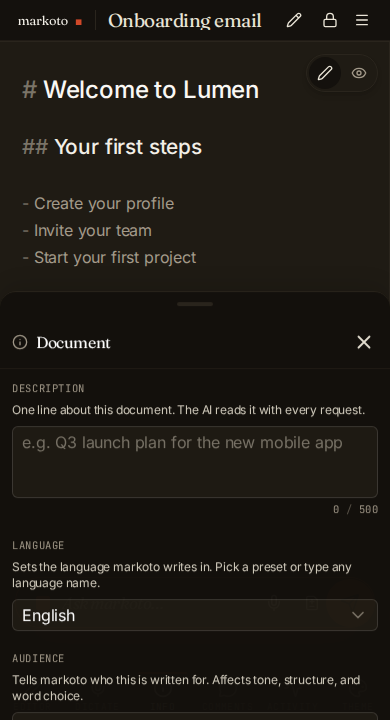 markoto
Onboarding email
# Welcome to Lumen
## Your first steps
- Create your profile
- Invite your team
- Start your first project
Document
DESCRIPTION
One line about this document. The AI reads it with every request.
e.g. Q3 launch plan for the new mobile app
0 / 500
LANGUAGE
Sets the language markoto writes in. Pick a preset or type any
language name.
English
AUDIENCE
Tells markoto who this is written for. Affects tone, structure, and
word choice.